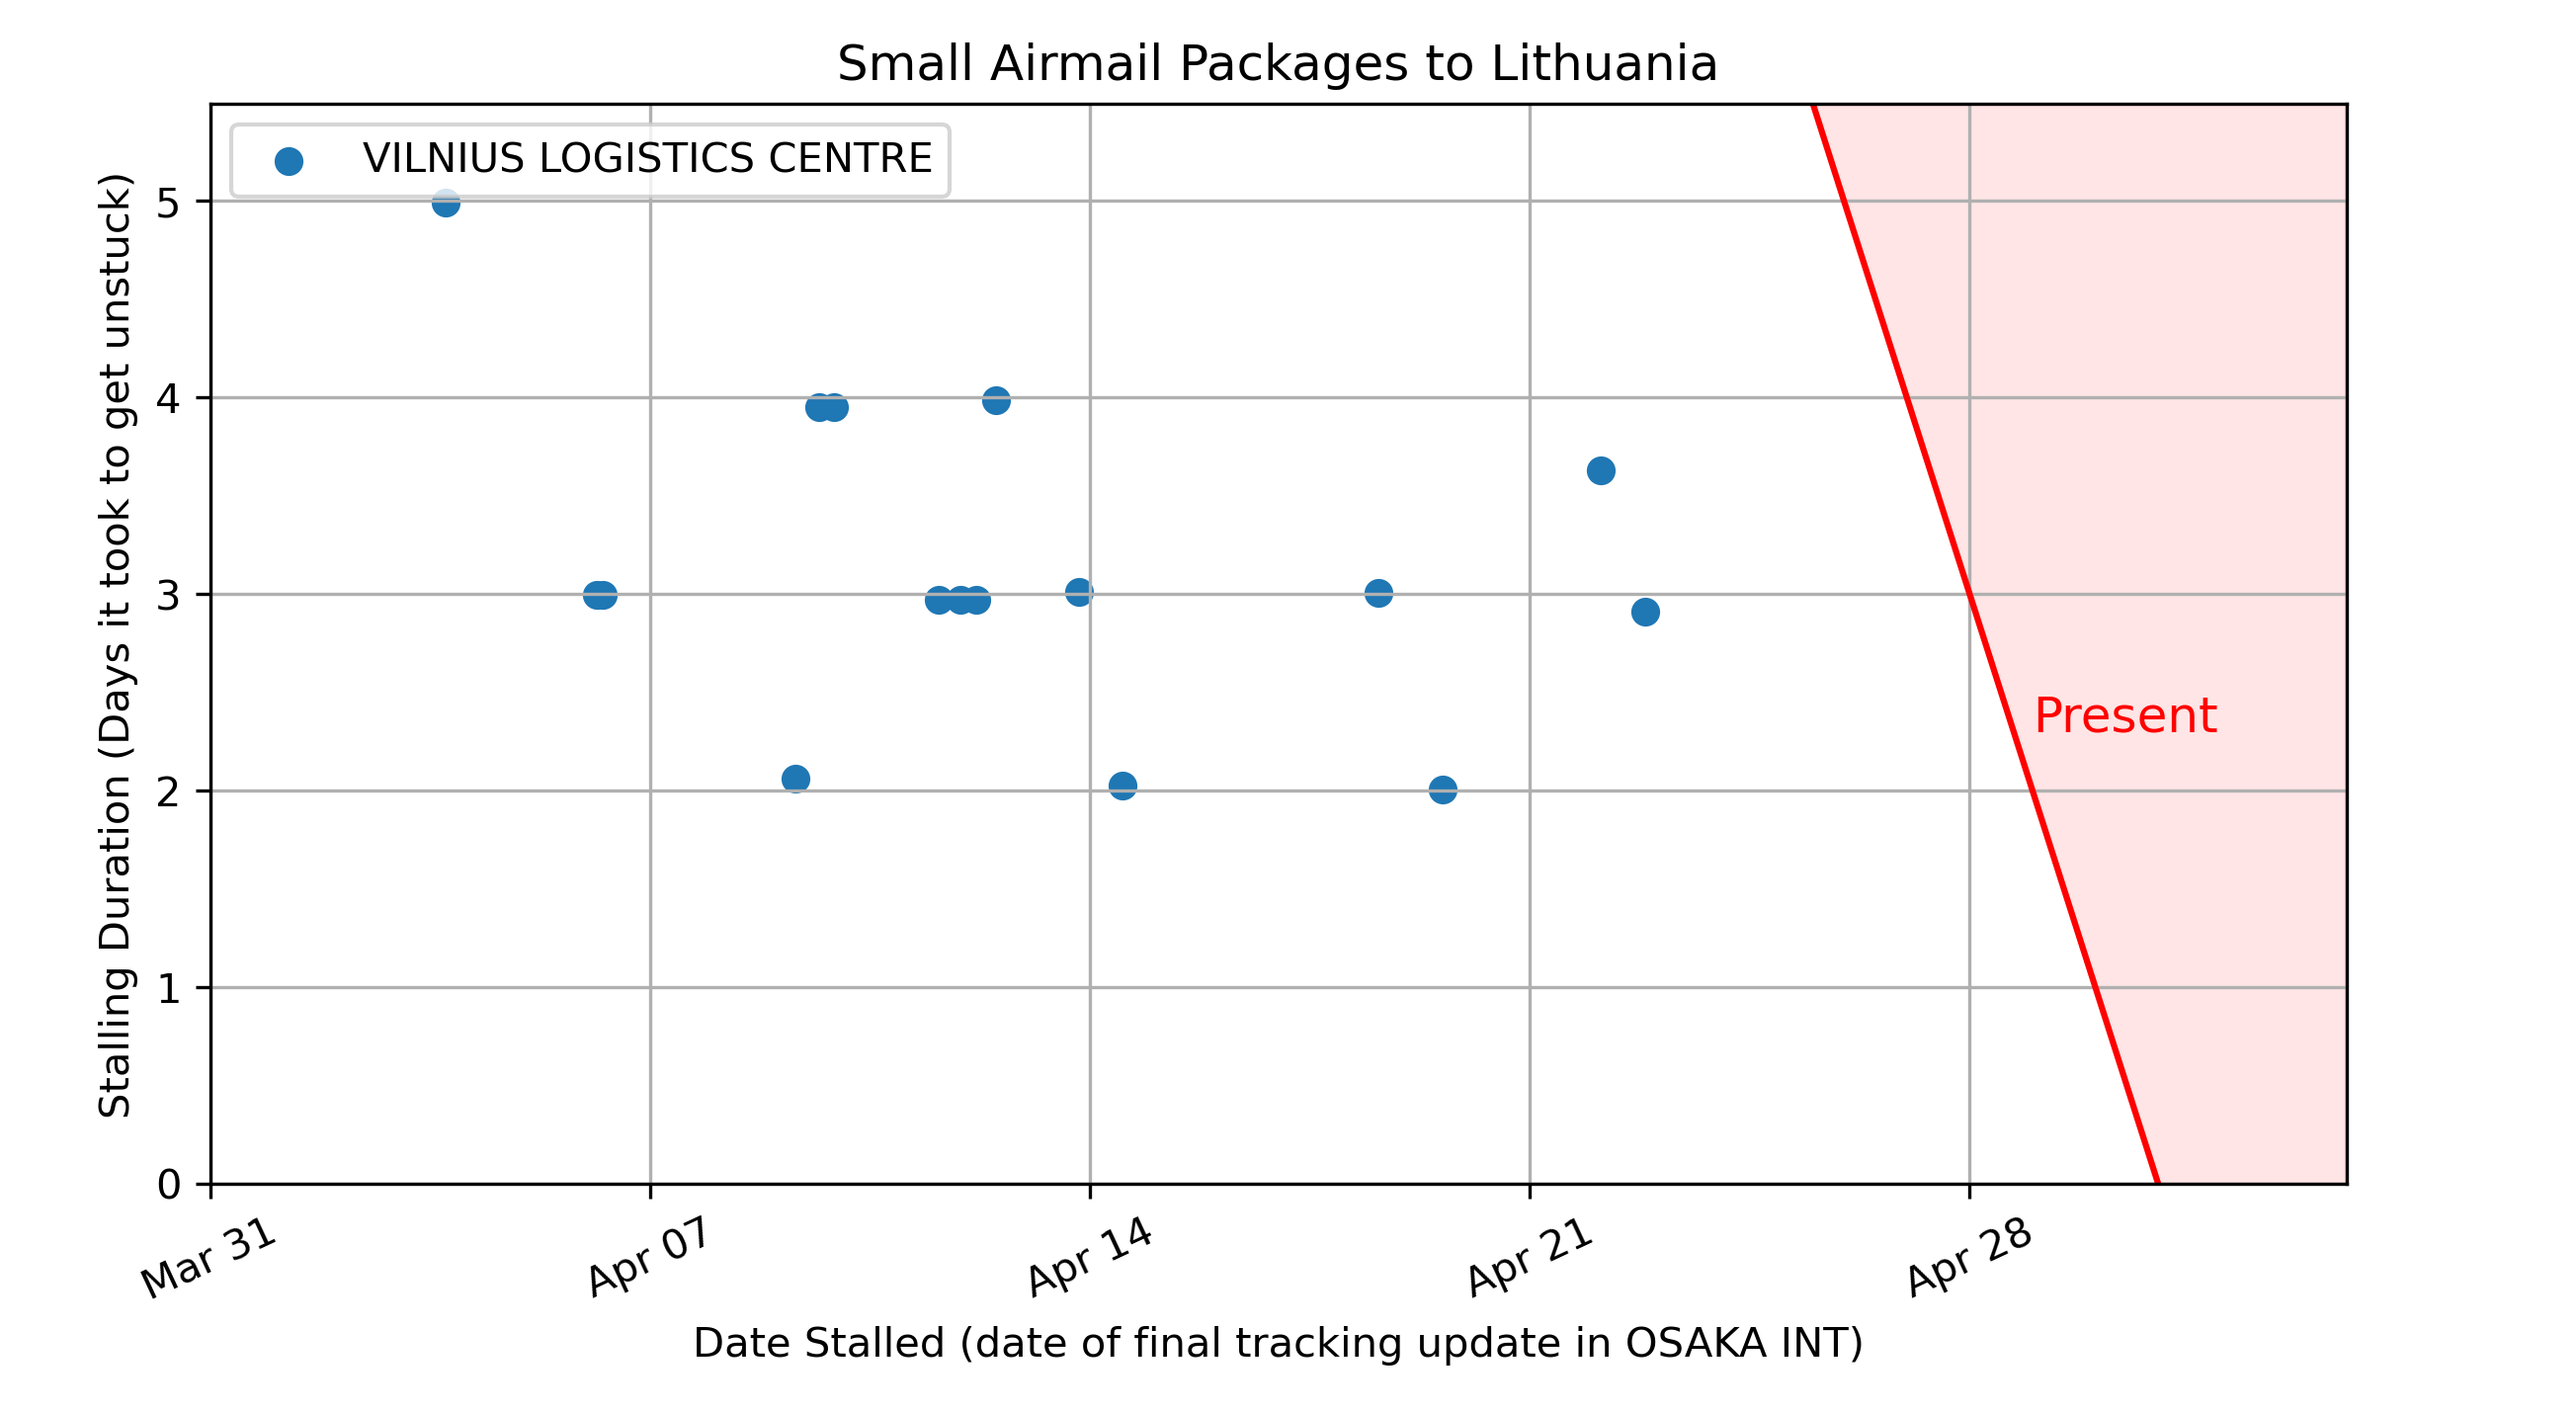 Small Airmail Packages to Lithuania
VILNIUS LOGISTICS CENTRE
Stalling Duration (Days it took to get unstuck)
5
4
3
2
1
0
Present
Mar 31
Apr 07
Apr 14
Apr 21
Apr 28
Date Stalled (date of final tracking update in OSAKA INT)